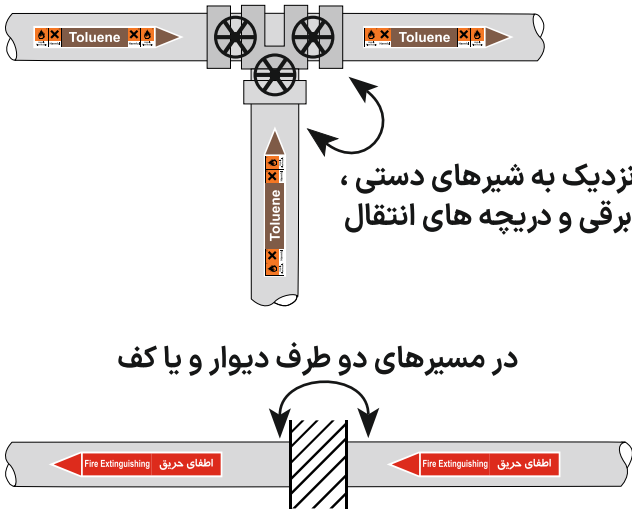 Toluene
Toluene
Toluene
نزدیک به شیرهای دستی ،
برقی و دریچه های انتقال
در مسیرهای دو طرف دیوار و یا کف
Fire Extinguishing اطفای حریق
Fire Extinguishing اطفای حریق